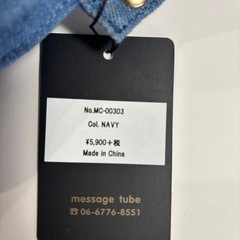 No.MC-00303
Col. NAVY
¥5,900＋税
Made in China
message tube
☎06-6776-8551